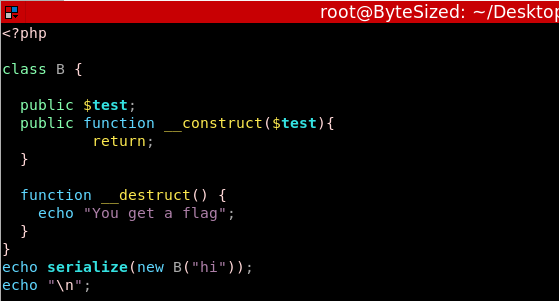 root@ByteSized: ~/Desktop
<?php
class B {
public $test;
public function __construct($test){
return;
}
function __destruct() {
echo "You get a flag";
}
}
echo serialize(new B("hi"));
echo "\n";